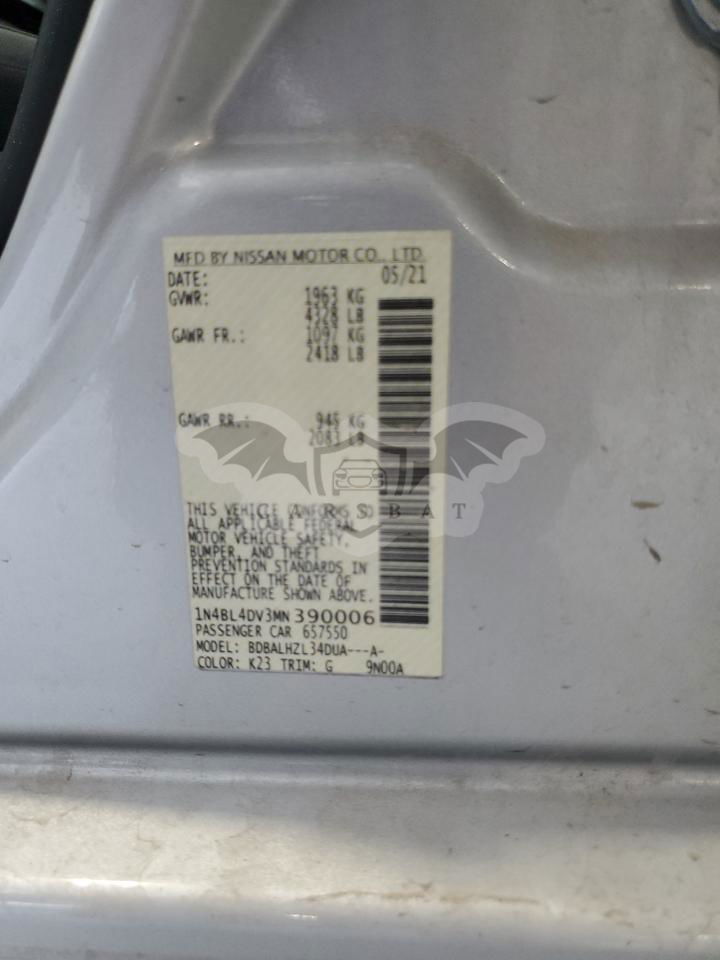 MFD BY NISSAN MOTOR CO., LTD.
DATE: 05/21
GVWR: 1963 KG
4328 LB
GAWR FR.: 1097 KG
2418 LB
GAWR RR.: 945 KG
2083 LB
THIS VEHICLE CONFORMS TO
ALL APPLICABLE FEDERAL
MOTOR VEHICLE SAFETY,
BUMPER, AND THEFT
PREVENTION STANDARDS IN
EFFECT ON THE DATE OF
MANUFACTURE SHOWN ABOVE.
1N4BL4DV3MN390006
PASSENGER CAR 657550
MODEL: BDBALHZL34DUA---A-
COLOR: K23 TRIM: G 9N00A
CARSBAT